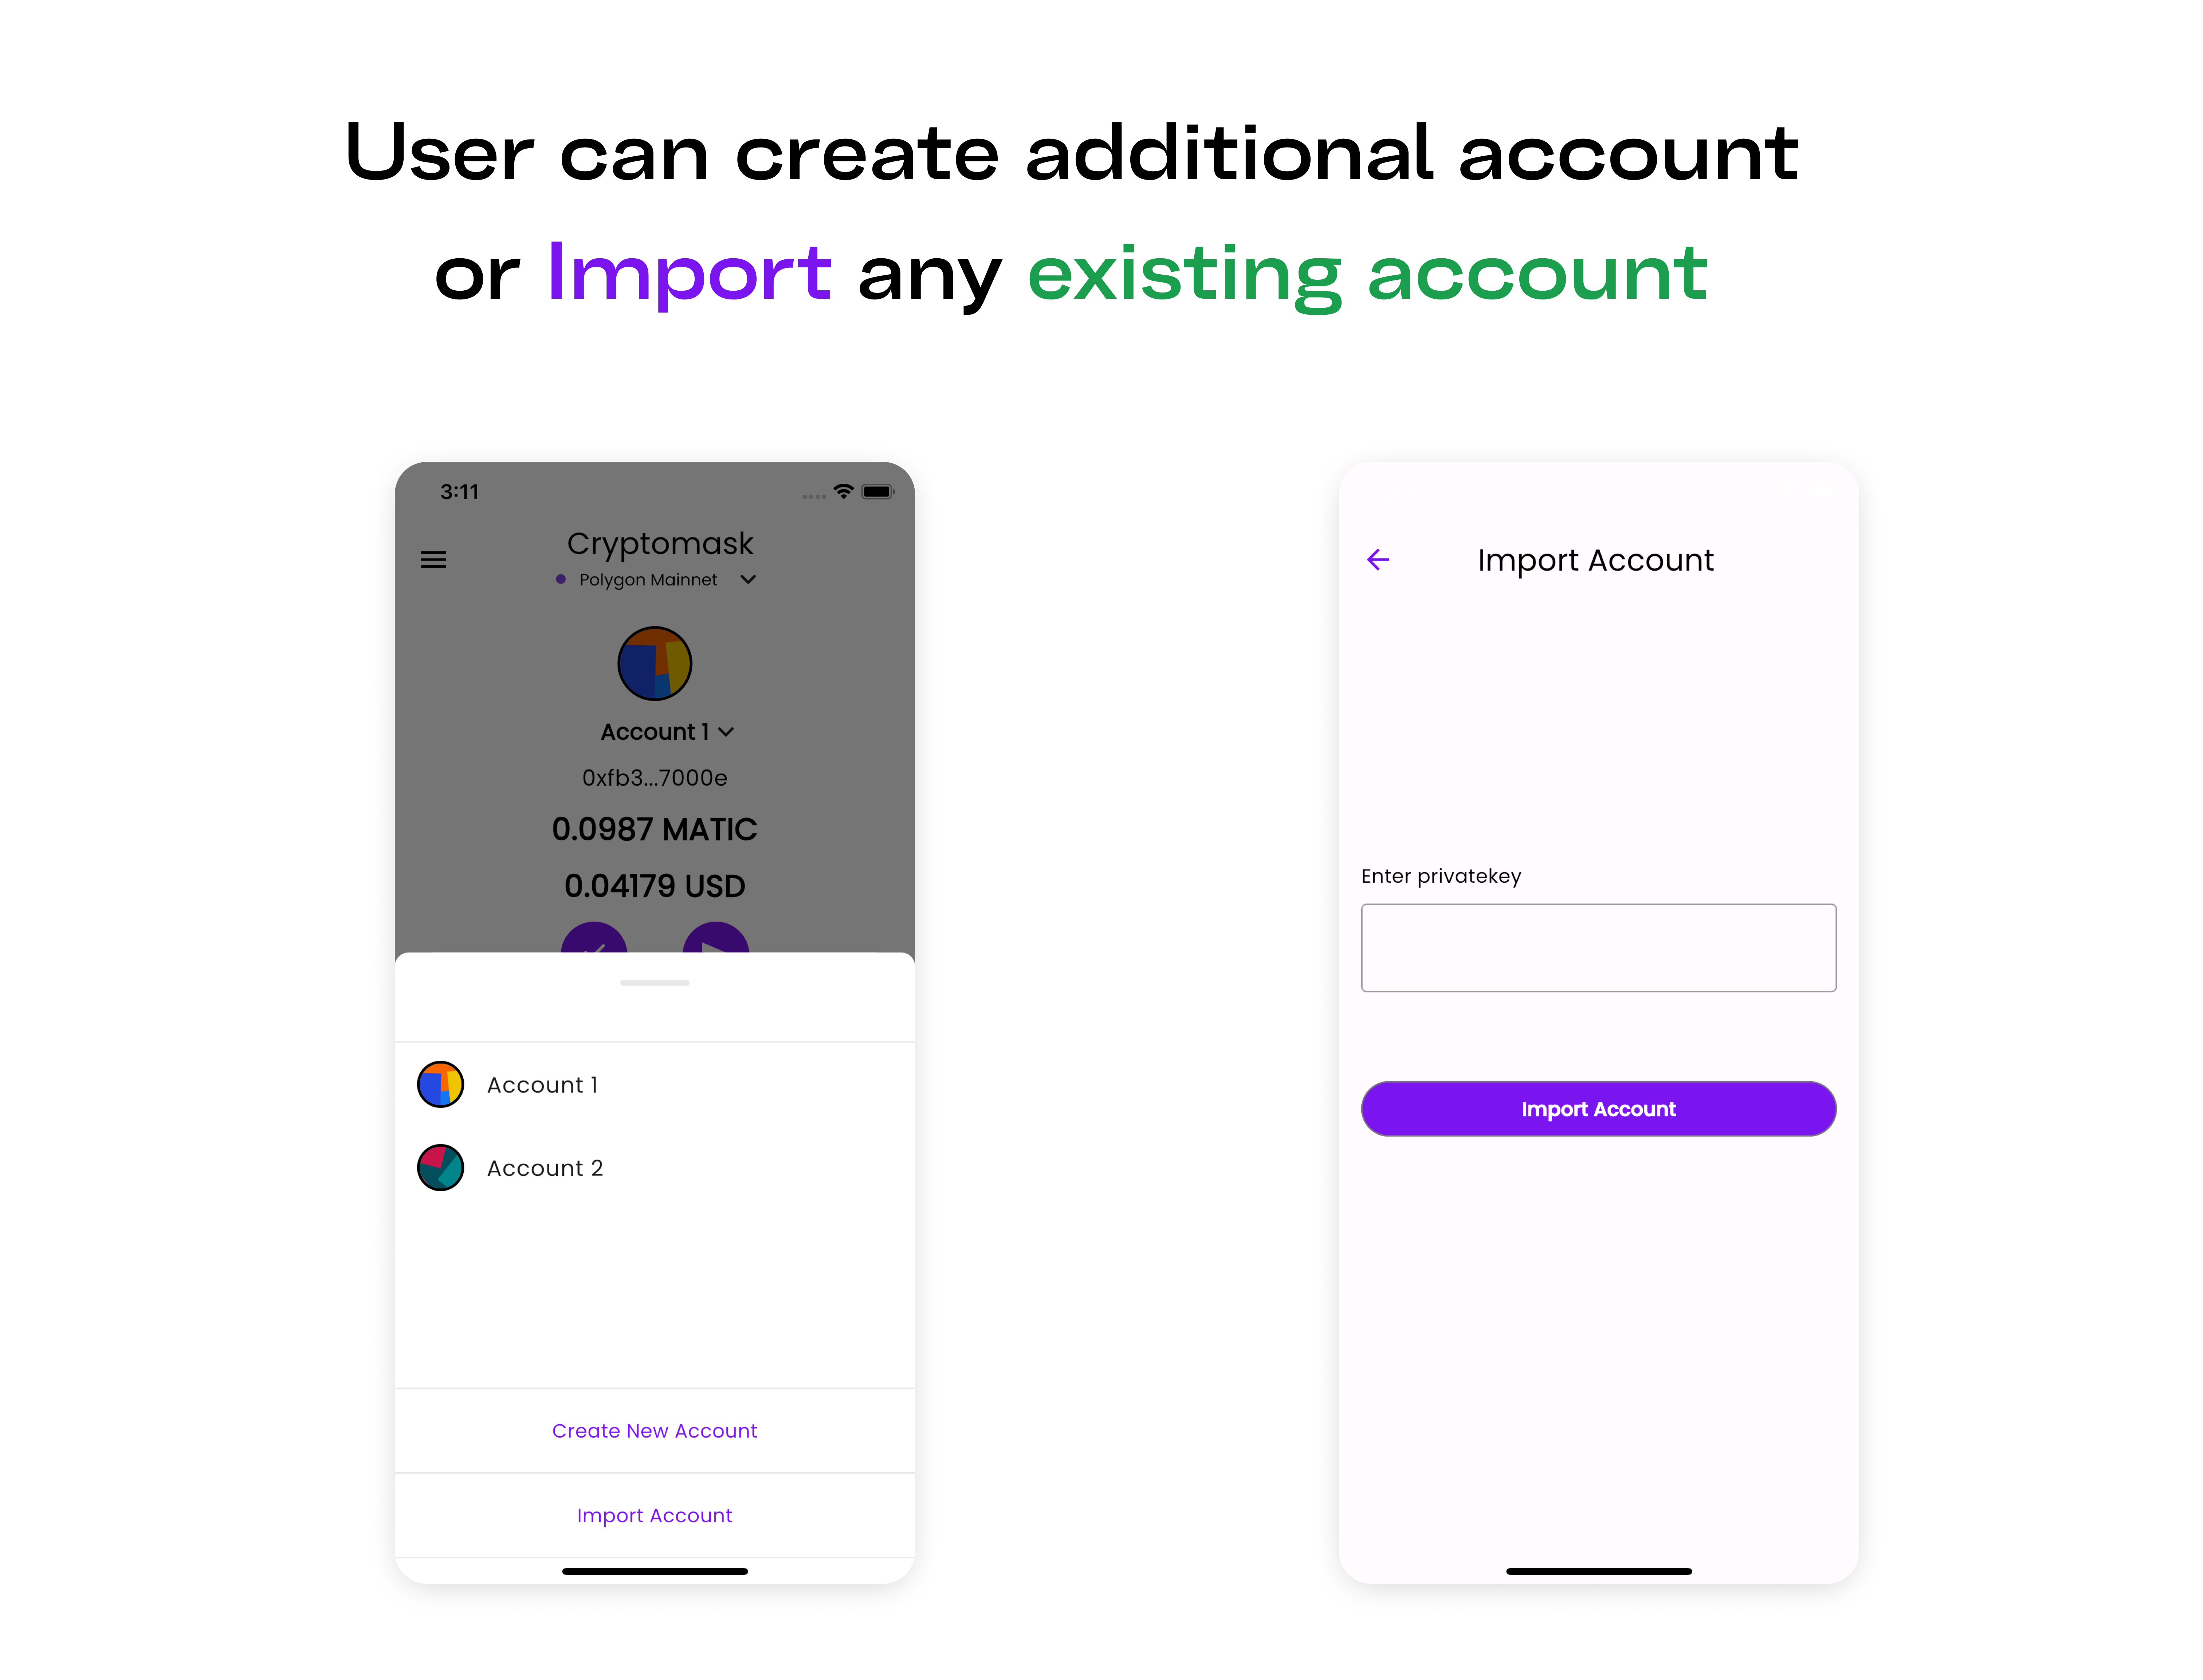 User can create additional account
or Import any existing account
3:11
Cryptomask
Polygon Mainnet
Account 1
0xfb3...7000e
0.0987 MATIC
0.04179 USD
Account 1
Account 2
Create New Account
Import Account
Import Account
Enter privatekey
Import Account